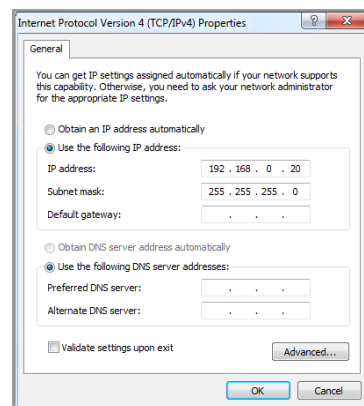 Internet Protocol Version 4 (TCP/IPv4) Properties
General
You can get IP settings assigned automatically if your network supports
this capability. Otherwise, you need to ask your network administrator
for the appropriate IP settings.
Obtain an IP address automatically
Use the following IP address:
IP address: 192 . 168 . 0 . 20
Subnet mask: 255 . 255 . 255 . 0
Default gateway: . . .
Obtain DNS server address automatically
Use the following DNS server addresses:
Preferred DNS server: . . .
Alternate DNS server: . . .
Validate settings upon exit
Advanced...
OK Cancel